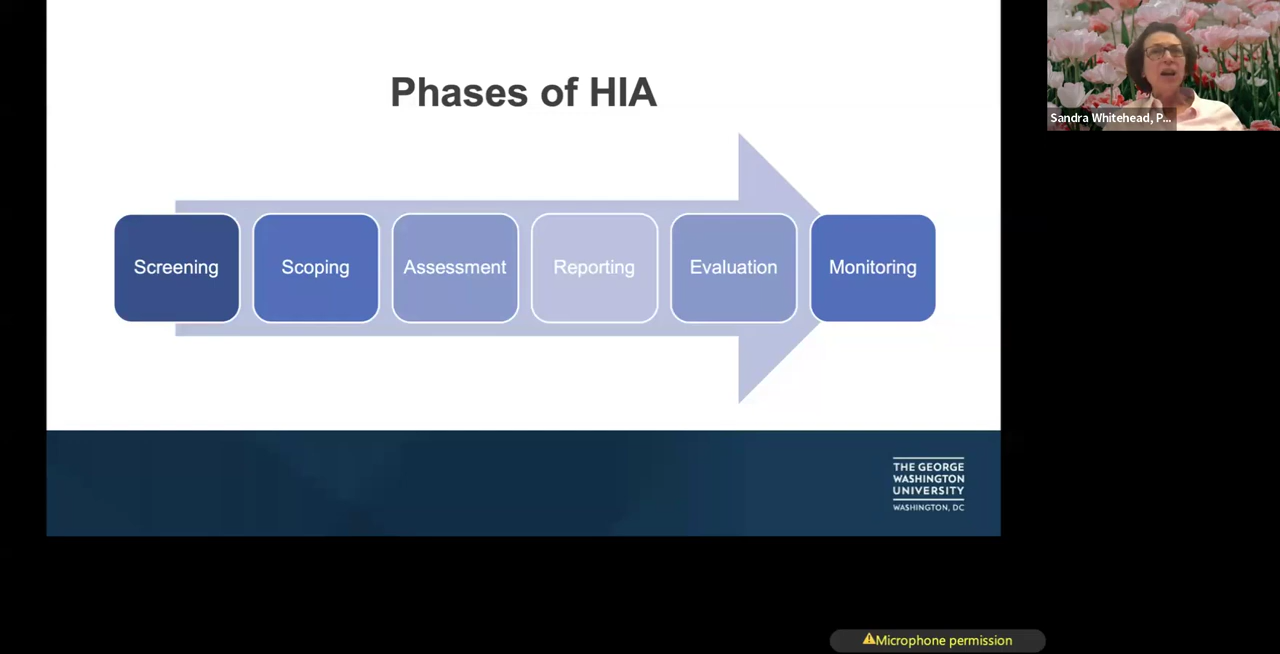 Phases of HIA
Screening
Scoping
Assessment
Reporting
Evaluation
Monitoring
THE GEORGE
WASHINGTON
UNIVERSITY
WASHINGTON, DC
Sandra Whitehead, P...
Microphone permission